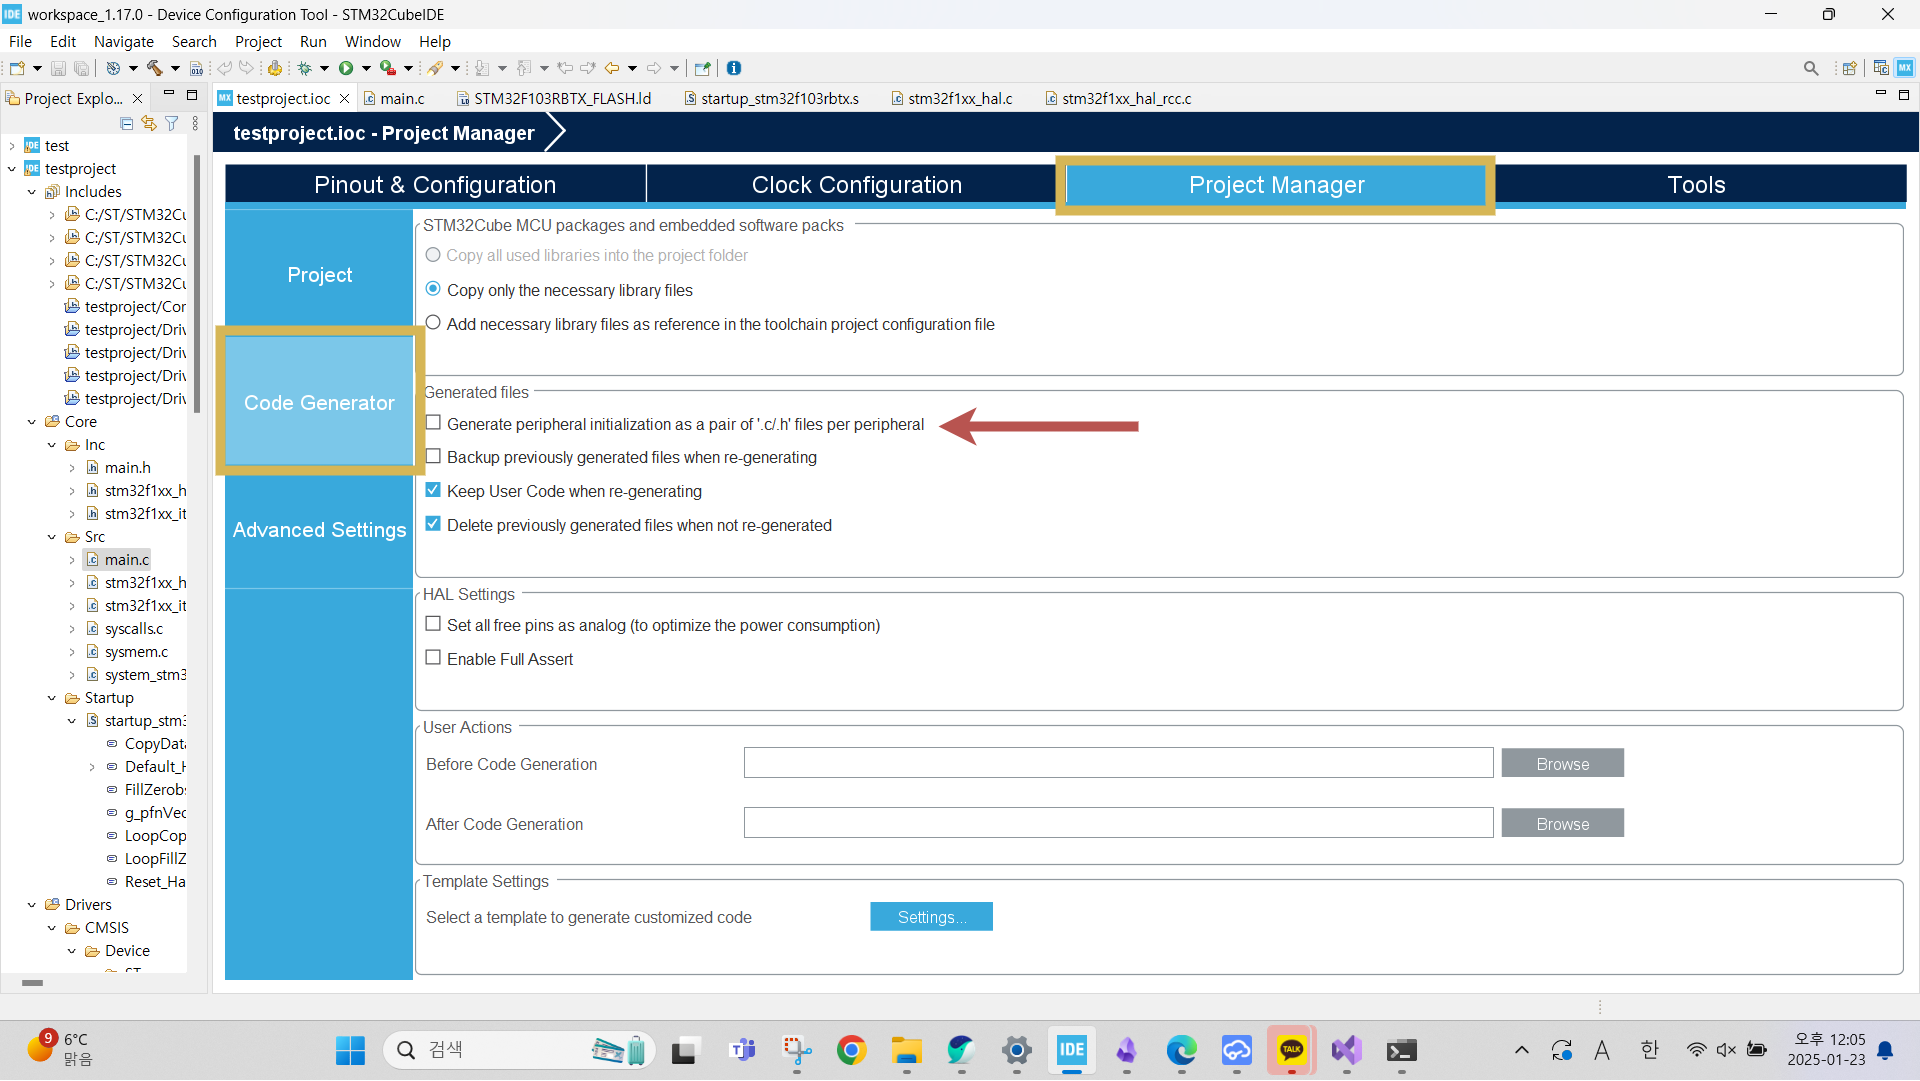 IDE workspace_1.17.0 - Device Configuration Tool - STM32CubeIDE
File Edit Navigate Search Project Run Window Help
Project Explo... MX testproject.ioc main.c STM32F103RBTX_FLASH.ld startup_stm32f103rbtx.s stm32f1xx_hal.c stm32f1xx_hal_rcc.c
testproject.ioc - Project Manager
Pinout & Configuration Clock Configuration Project Manager Tools
test
testproject
Includes
C:/ST/STM32Cu
C:/ST/STM32Cu
C:/ST/STM32Cu
C:/ST/STM32Cu
testproject/Cor
testproject/Driv
testproject/Driv
testproject/Driv
testproject/Driv
Core
Inc
main.h
stm32f1xx_h
stm32f1xx_it
Src
main.c
stm32f1xx_h
stm32f1xx_it
syscalls.c
sysmem.c
system_stm3
Startup
startup_stm3
CopyData
Default_H
FillZerobs
g_pfnVec
LoopCop
LoopFillZ
Reset_Ha
Drivers
CMSIS
Device
ST
Project
Code Generator
Advanced Settings
STM32Cube MCU packages and embedded software packs
Copy all used libraries into the project folder
Copy only the necessary library files
Add necessary library files as reference in the toolchain project configuration file
Generated files
Generate peripheral initialization as a pair of '.c/.h' files per peripheral
Backup previously generated files when re-generating
Keep User Code when re-generating
Delete previously generated files when not re-generated
HAL Settings
Set all free pins as analog (to optimize the power consumption)
Enable Full Assert
User Actions
Before Code Generation Browse
After Code Generation Browse
Template Settings
Select a template to generate customized code Settings...
9 6°C
맑음
검색
IDE
TALK
A 한
오후 12:05
2025-01-23